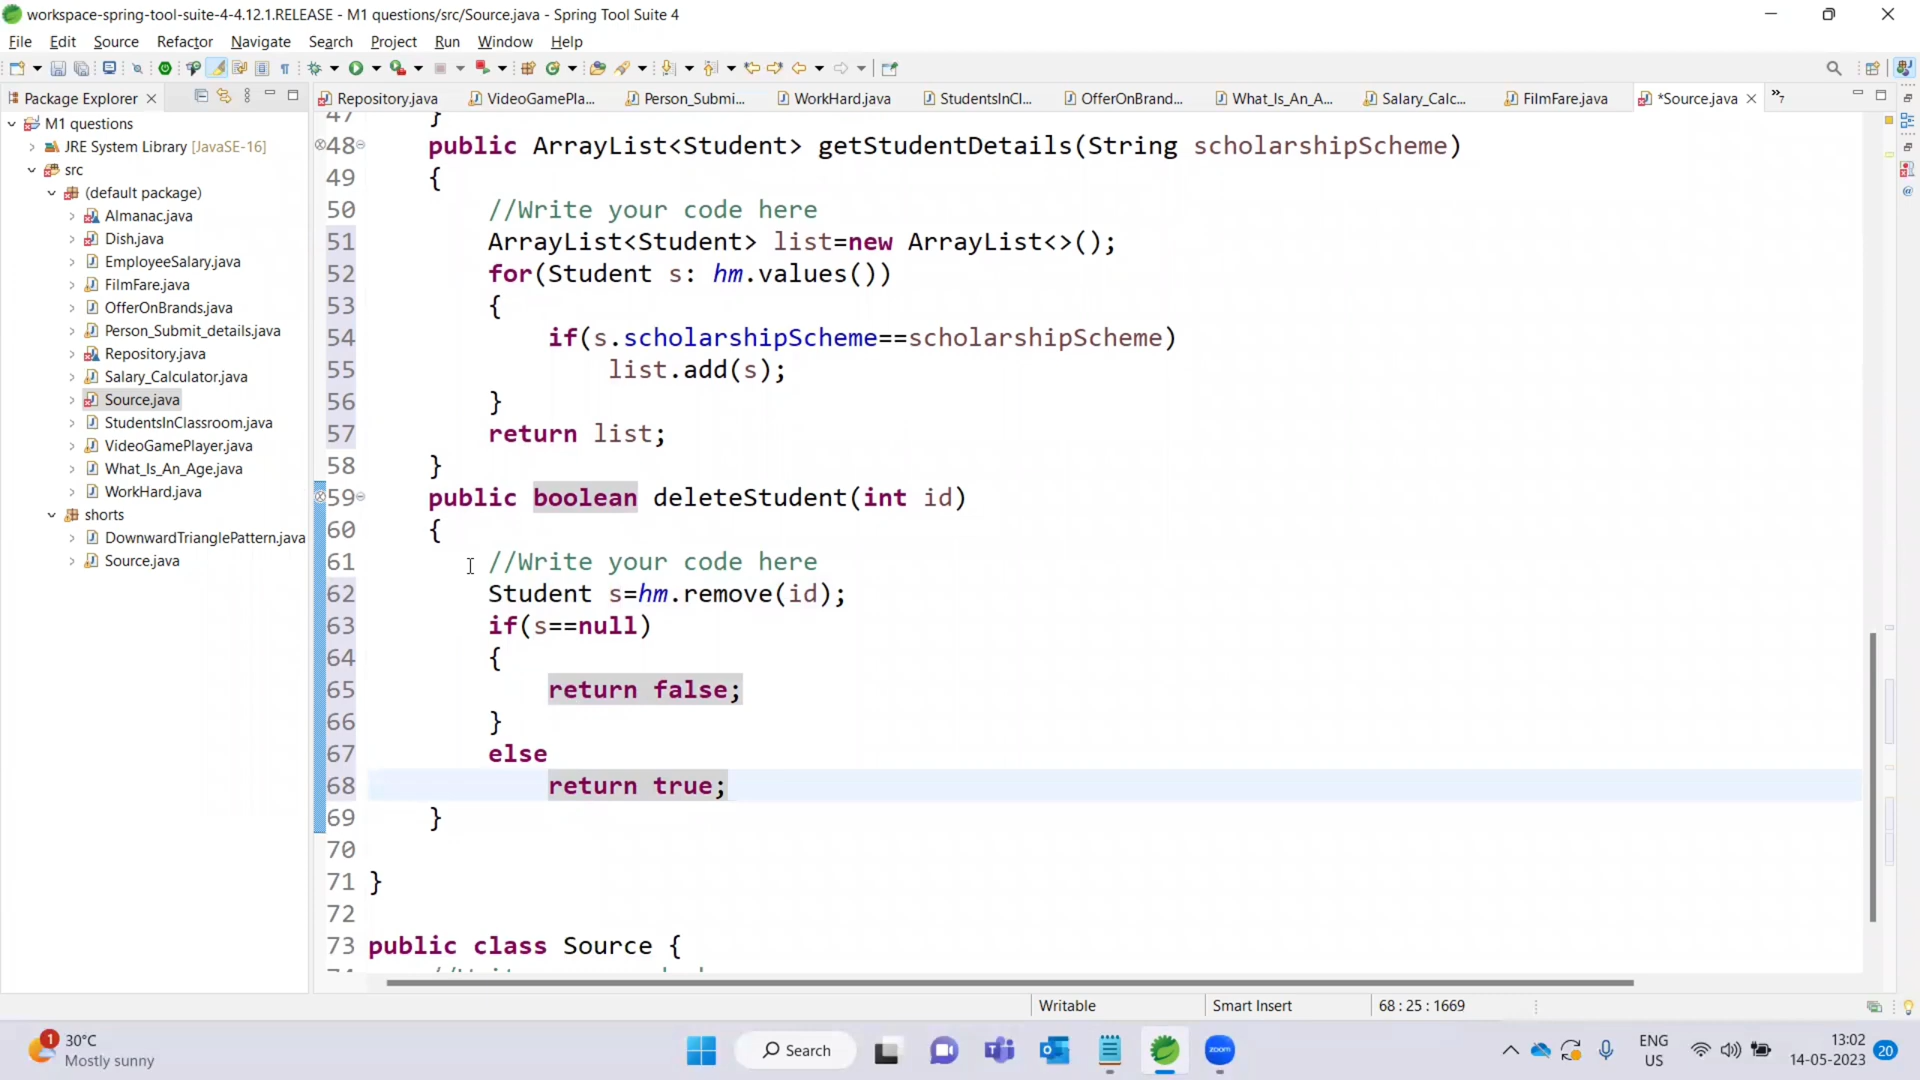 workspace-spring-tool-suite-4-4.12.1.RELEASE - M1 questions/src/Source.java - Spring Tool Suite 4
File Edit Source Refactor Navigate Search Project Run Window Help
Package Explorer
Repository.java VideoGamePla... Person_Submi... WorkHard.java StudentsInCl... OfferOnBrand... What_Is_An_A... Salary_Calc... FilmFare.java *Source.java »7
M1 questions
JRE System Library [JavaSE-16]
src
(default package)
Almanac.java
Dish.java
EmployeeSalary.java
FilmFare.java
OfferOnBrands.java
Person_Submit_details.java
Repository.java
Salary_Calculator.java
Source.java
StudentsInClassroom.java
VideoGamePlayer.java
What_Is_An_Age.java
WorkHard.java
shorts
DownwardTrianglePattern.java
Source.java
47 }
48 public ArrayList<Student> getStudentDetails(String scholarshipScheme)
49 {
50 //Write your code here
51 ArrayList<Student> list=new ArrayList<>();
52 for(Student s: hm.values())
53 {
54 if(s.scholarshipScheme==scholarshipScheme)
55 list.add(s);
56 }
57 return list;
58 }
59 public boolean deleteStudent(int id)
60 {
61 //Write your code here
62 Student s=hm.remove(id);
63 if(s==null)
64 {
65 return false;
66 }
67 else
68 return true;
69 }
70
71 }
72
73 public class Source {
Writable Smart Insert 68 : 25 : 1669
1
30°C
Mostly sunny
Search
zoom
ENG
US
13:02
14-05-2023
20